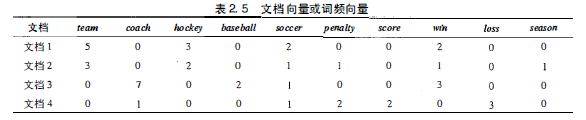 表 2.5 文档向量或词频向量
文档 team coach hockey baseball soccer penalty score win loss season
文档 1 5 0 3 0 2 0 0 2 0 0
文档 2 3 0 2 0 1 1 0 1 0 1
文档 3 0 7 0 2 1 0 0 3 0 0
文档 4 0 1 0 0 1 2 2 0 3 0